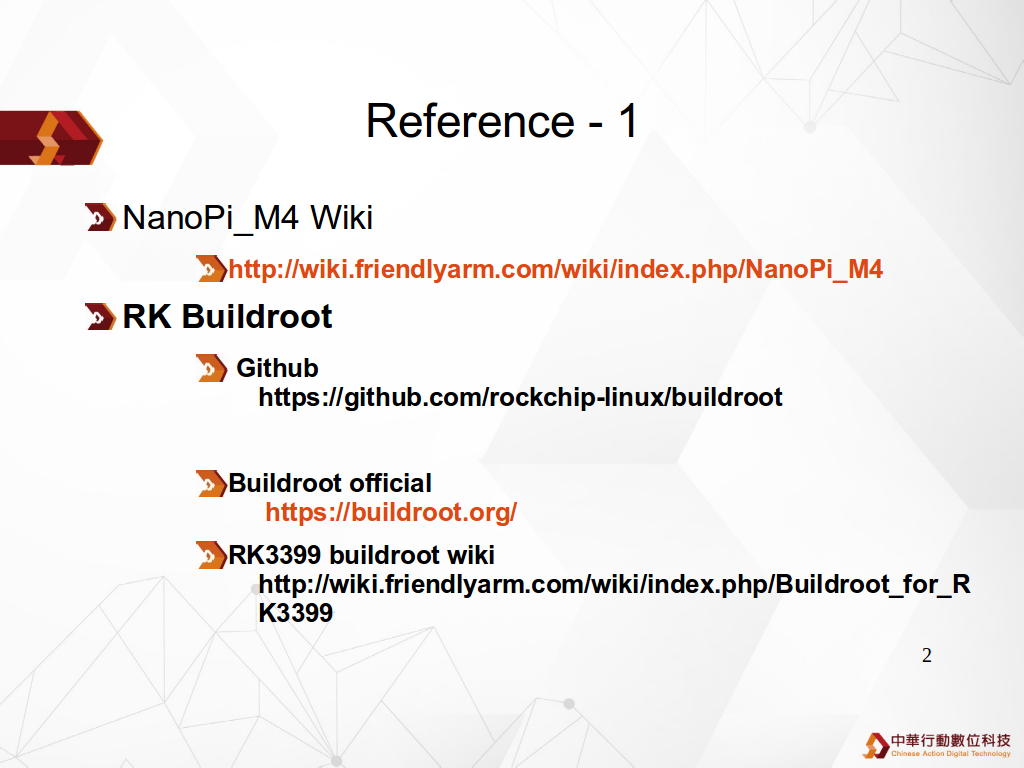 Reference - 1
NanoPi_M4 Wiki
http://wiki.friendlyarm.com/wiki/index.php/NanoPi_M4
RK Buildroot
Github
https://github.com/rockchip-linux/buildroot
Buildroot official
https://buildroot.org/
RK3399 buildroot wiki
http://wiki.friendlyarm.com/wiki/index.php/Buildroot_for_R
K3399
2
中華行動數位科技
Chinese Action Digital Technology